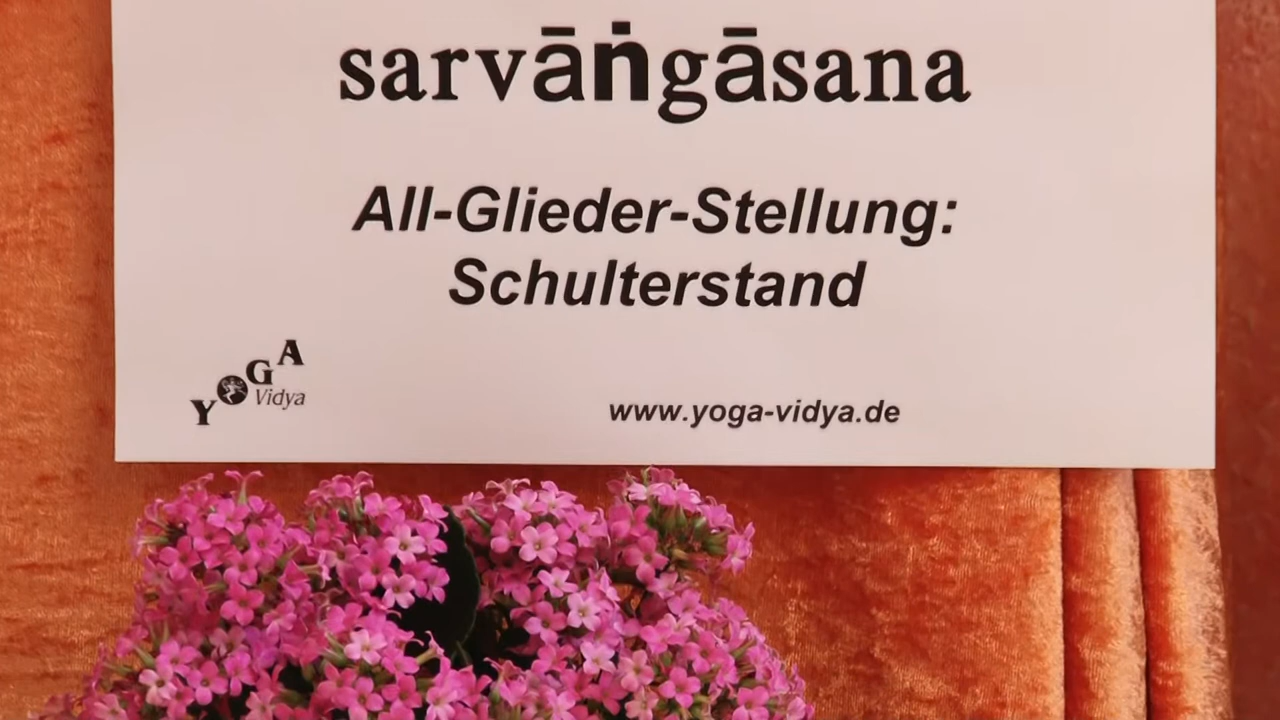 sarvāṅgāsana
All-Glieder-Stellung:
Schulterstand
YOGA
Vidya
www.yoga-vidya.de